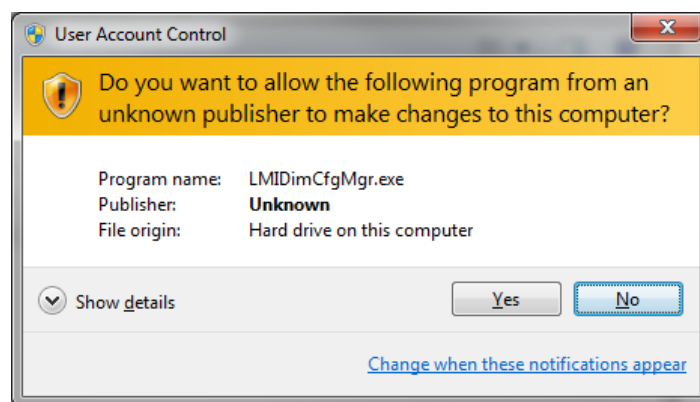 User Account Control
Do you want to allow the following program from an
unknown publisher to make changes to this computer?
Program name: LMIDimCfgMgr.exe
Publisher: Unknown
File origin: Hard drive on this computer
Show details Yes No
Change when these notifications appear